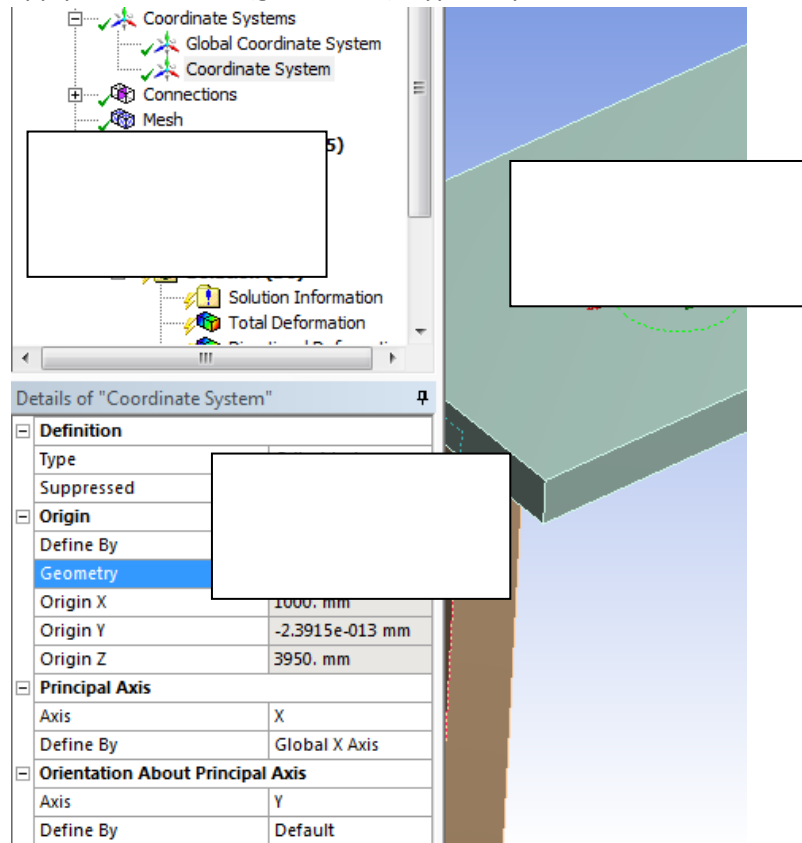 Coordinate Systems
Global Coordinate System
Coordinate System
Connections
Mesh
5)
Solution Information
Total Deformation
Details of "Coordinate System"
Definition
Type
Suppressed
Origin
Define By
Geometry
Origin X 1000. mm
Origin Y -2.3915e-013 mm
Origin Z 3950. mm
Principal Axis
Axis X
Define By Global X Axis
Orientation About Principal Axis
Axis Y
Define By Default